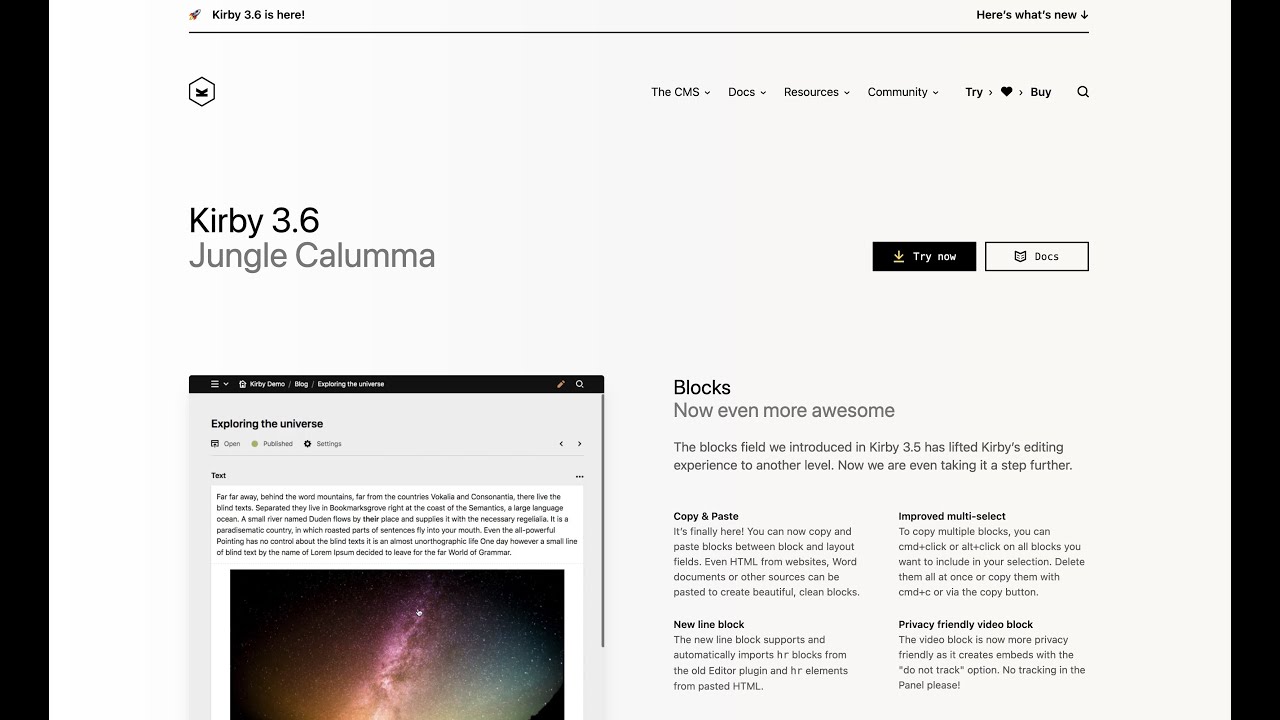 🚀 Kirby 3.6 is here!
Here's what's new ↓
The CMS Docs Resources Community Try › ♥ › Buy
Kirby 3.6
Jungle Calumma
Try now Docs
Kirby Demo / Blog / Exploring the universe
Exploring the universe
Open Published Settings
Text
Far far away, behind the word mountains, far from the countries Vokalia and Consonantia, there live the
blind texts. Separated they live in Bookmarksgrove right at the coast of the Semantics, a large language
ocean. A small river named Duden flows by their place and supplies it with the necessary regelialia. It is a
paradisematic country, in which roasted parts of sentences fly into your mouth. Even the all-powerful
Pointing has no control about the blind texts it is an almost unorthographic life One day however a small line
of blind text by the name of Lorem Ipsum decided to leave for the far World of Grammar.
Blocks
Now even more awesome
The blocks field we introduced in Kirby 3.5 has lifted Kirby's editing
experience to another level. Now we are even taking it a step further.
Copy & Paste
It's finally here! You can now copy and
paste blocks between block and layout
fields. Even HTML from websites, Word
documents or other sources can be
pasted to create beautiful, clean blocks.
Improved multi-select
To copy multiple blocks, you can
cmd+click or alt+click on all blocks you
want to include in your selection. Delete
them all at once or copy them with
cmd+c or via the copy button.
New line block
The new line block supports and
automatically imports hr blocks from
the old Editor plugin and hr elements
from pasted HTML.
Privacy friendly video block
The video block is now more privacy
friendly as it creates embeds with the
"do not track" option. No tracking in the
Panel please!